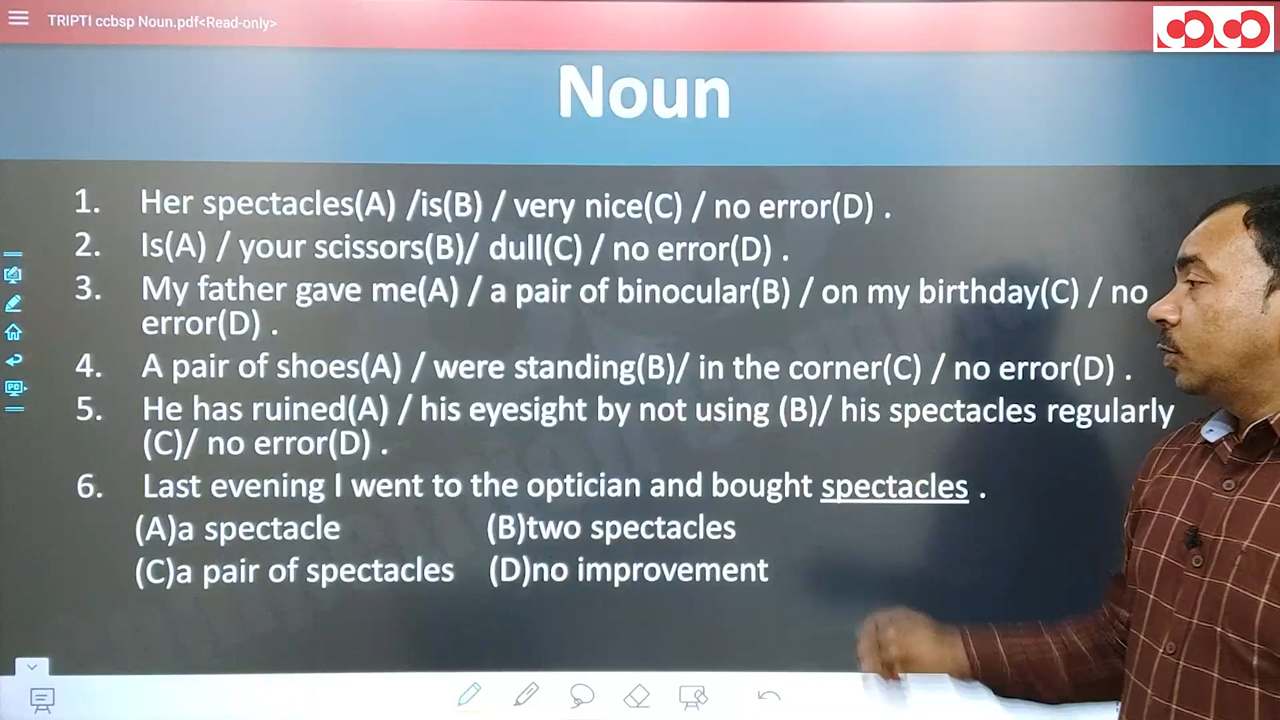 TRIPTI ccbsp Noun.pdf<Read-only>
Noun
1. Her spectacles(A) /is(B) / very nice(C) / no error(D) .
2. Is(A) / your scissors(B)/ dull(C) / no error(D) .
3. My father gave me(A) / a pair of binocular(B) / on my birthday(C) / no
error(D) .
4. A pair of shoes(A) / were standing(B)/ in the corner(C) / no error(D) .
5. He has ruined(A) / his eyesight by not using (B)/ his spectacles regularly
(C)/ no error(D) .
6. Last evening I went to the optician and bought spectacles .
(A)a spectacle (B)two spectacles
(C)a pair of spectacles (D)no improvement